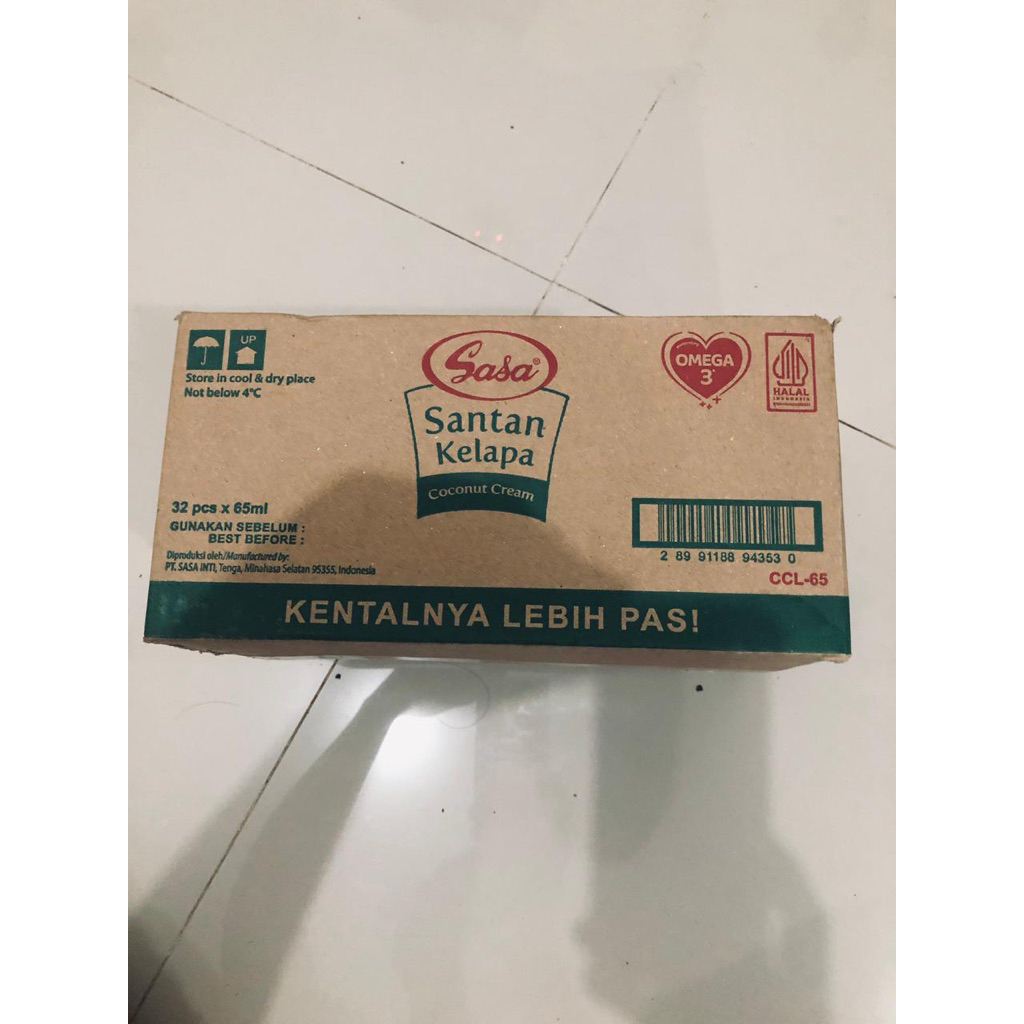 UP
Store in cool & dry place
Not below 4°C
Sasa®
Santan
Kelapa
Coconut Cream
OMEGA
3
HALAL
INDONESIA
32 pcs x 65ml
GUNAKAN SEBELUM :
BEST BEFORE :
Diproduksi oleh/Manufactured by:
PT. SASA INTI, Tenga, Minahasa Selatan 95355, Indonesia
2 89 91188 94353 0
CCL-65
KENTALNYA LEBIH PAS!